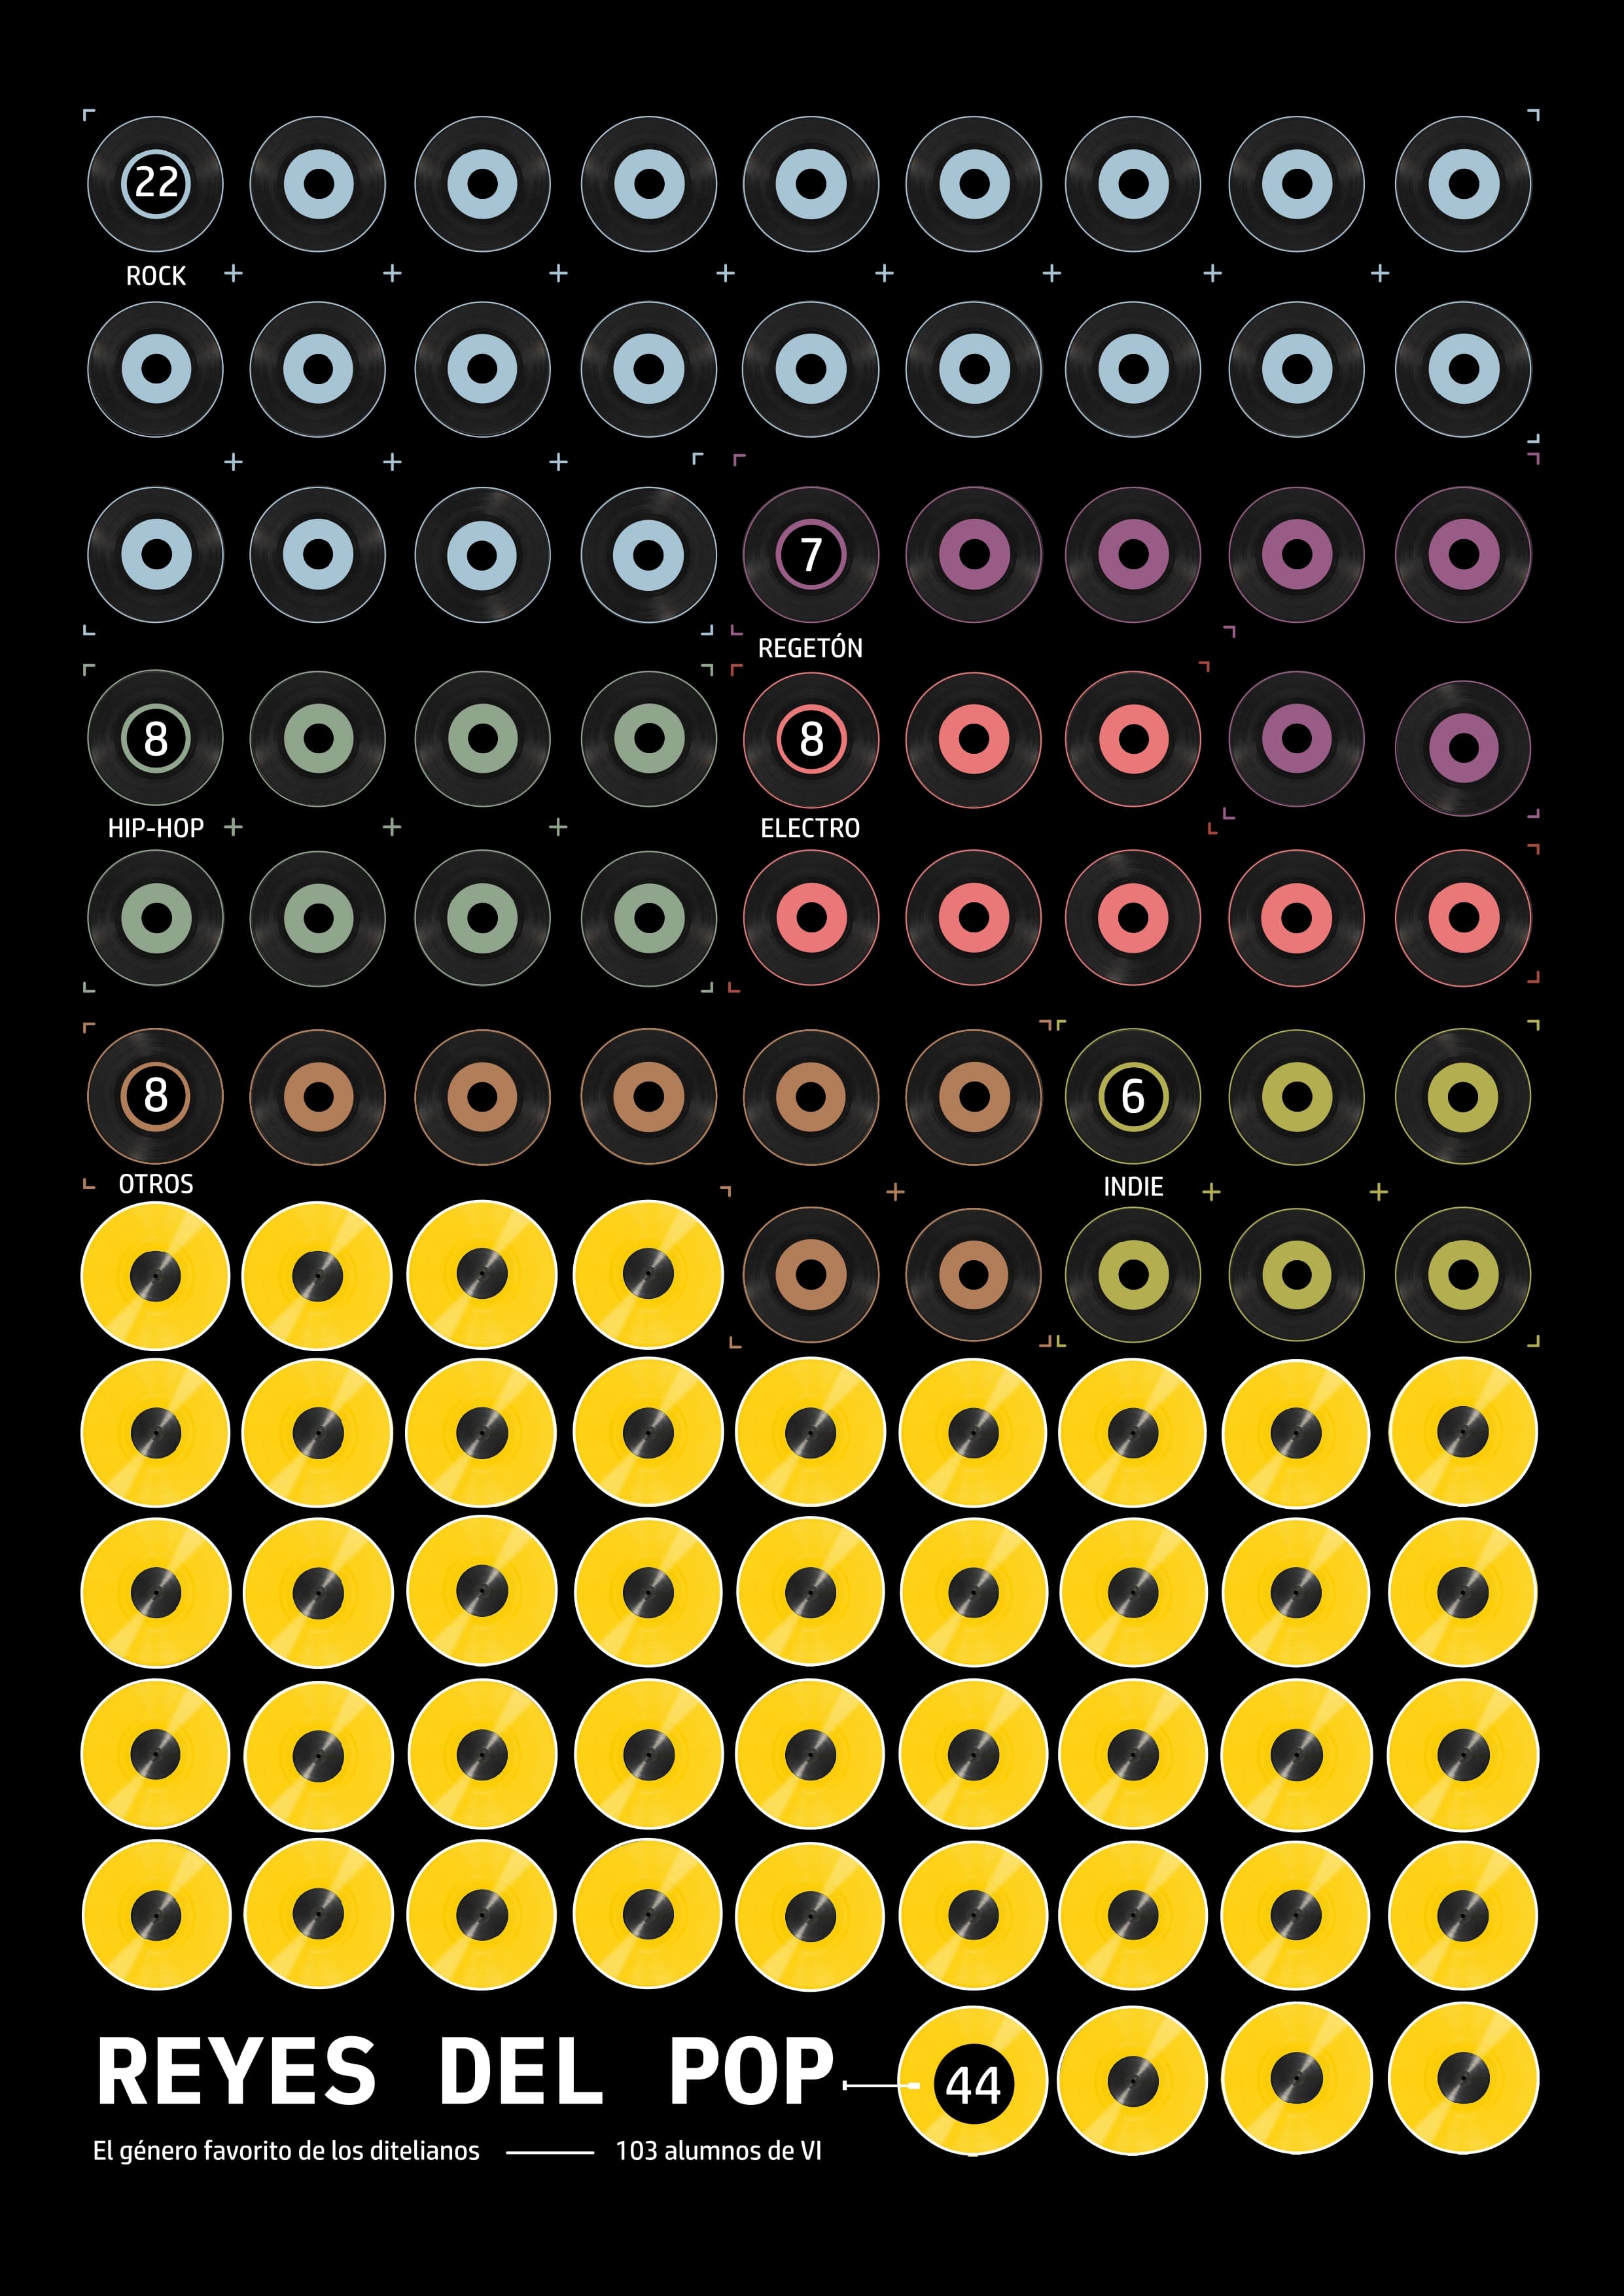 22
ROCK
7
REGETÓN
8
HIP-HOP
8
ELECTRO
8
OTROS
6
INDIE
REYES DEL POP
44
El género favorito de los ditelianos
103 alumnos de VI